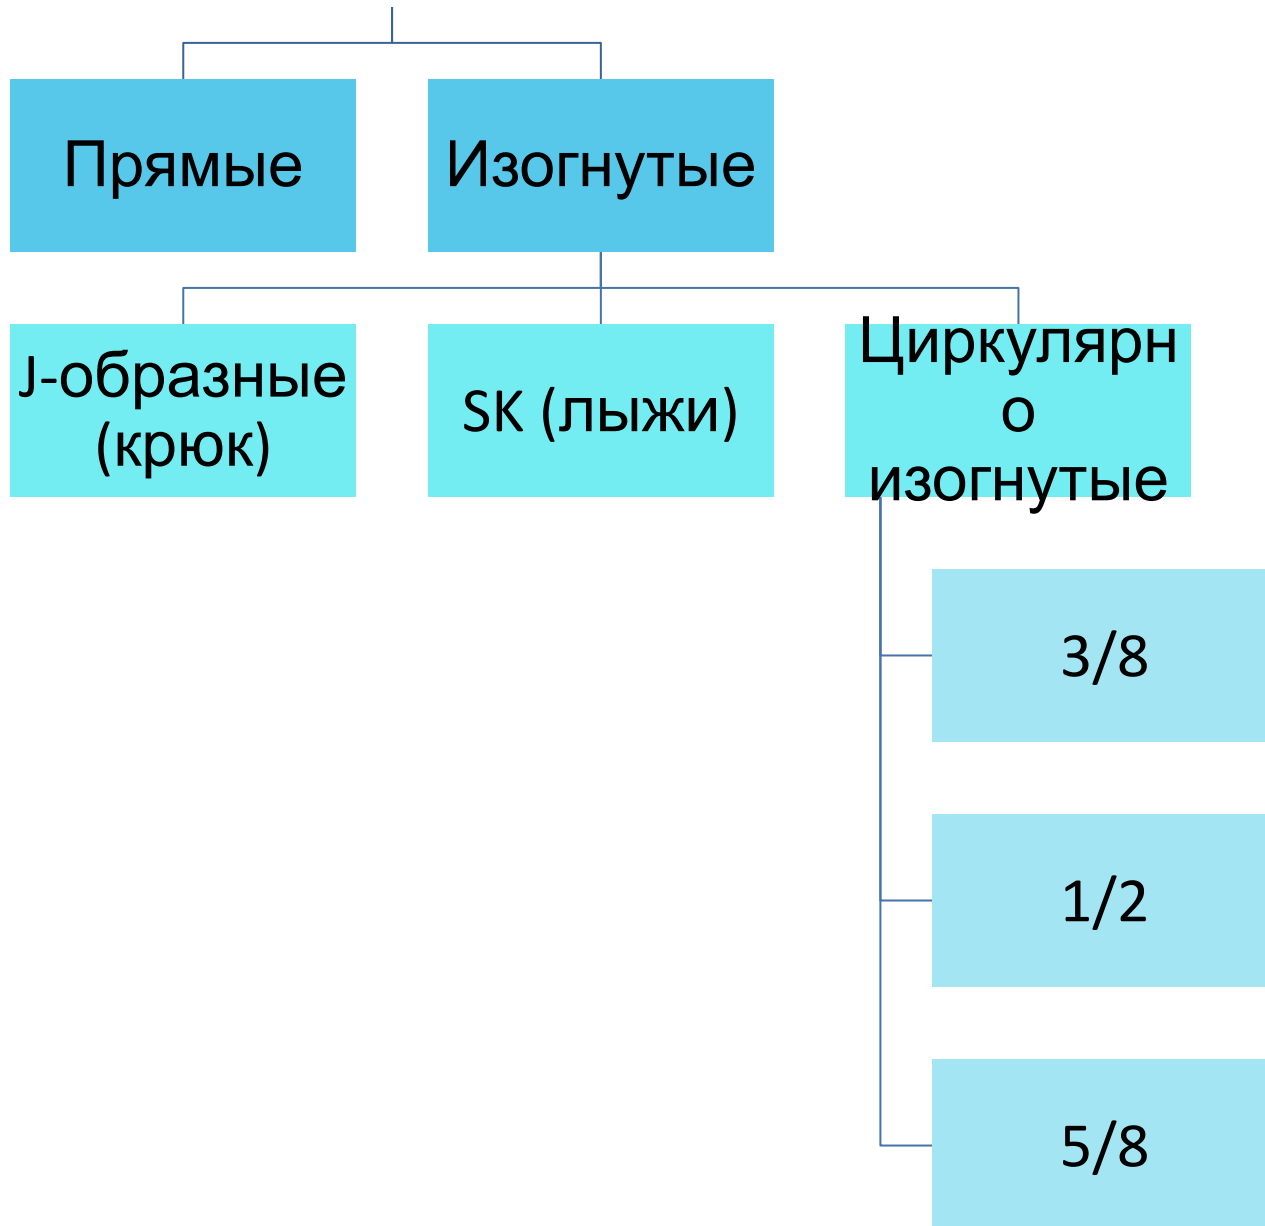 Прямые
Изогнутые
J-образные
(крюк)
SK (лыжи)
Циркулярн
о
изогнутые
3/8
1/2
5/8